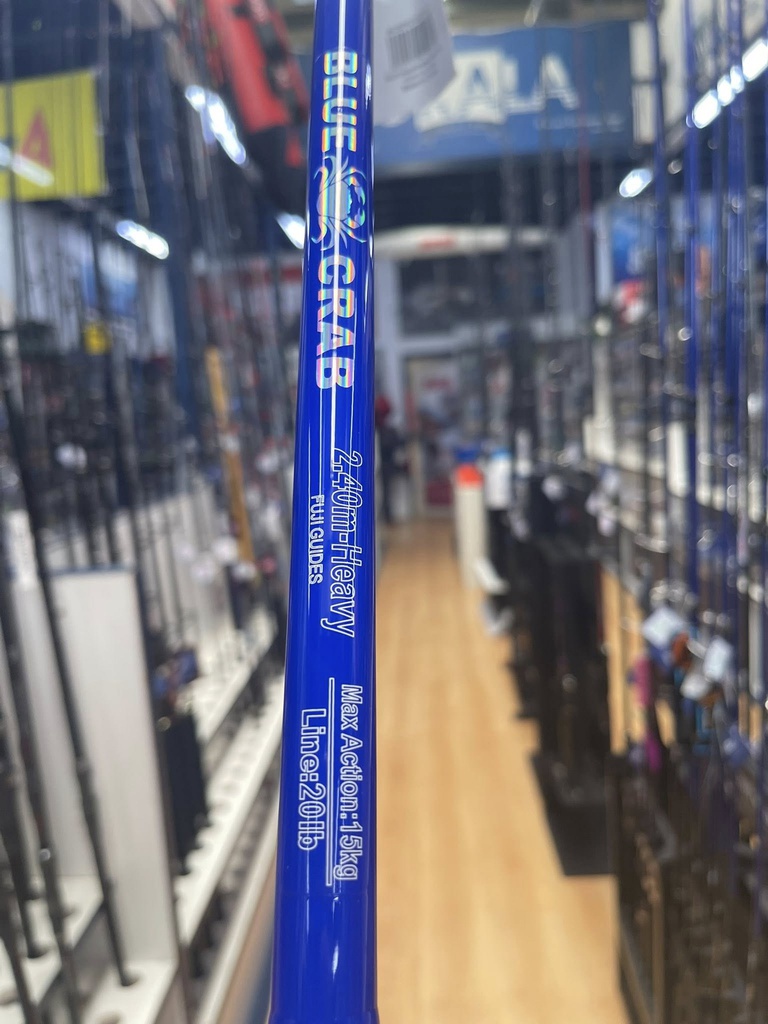 BLUE CRAB
2.40m-Heavy
FUJI GUIDES
Max Action:15kg
Line:20lb